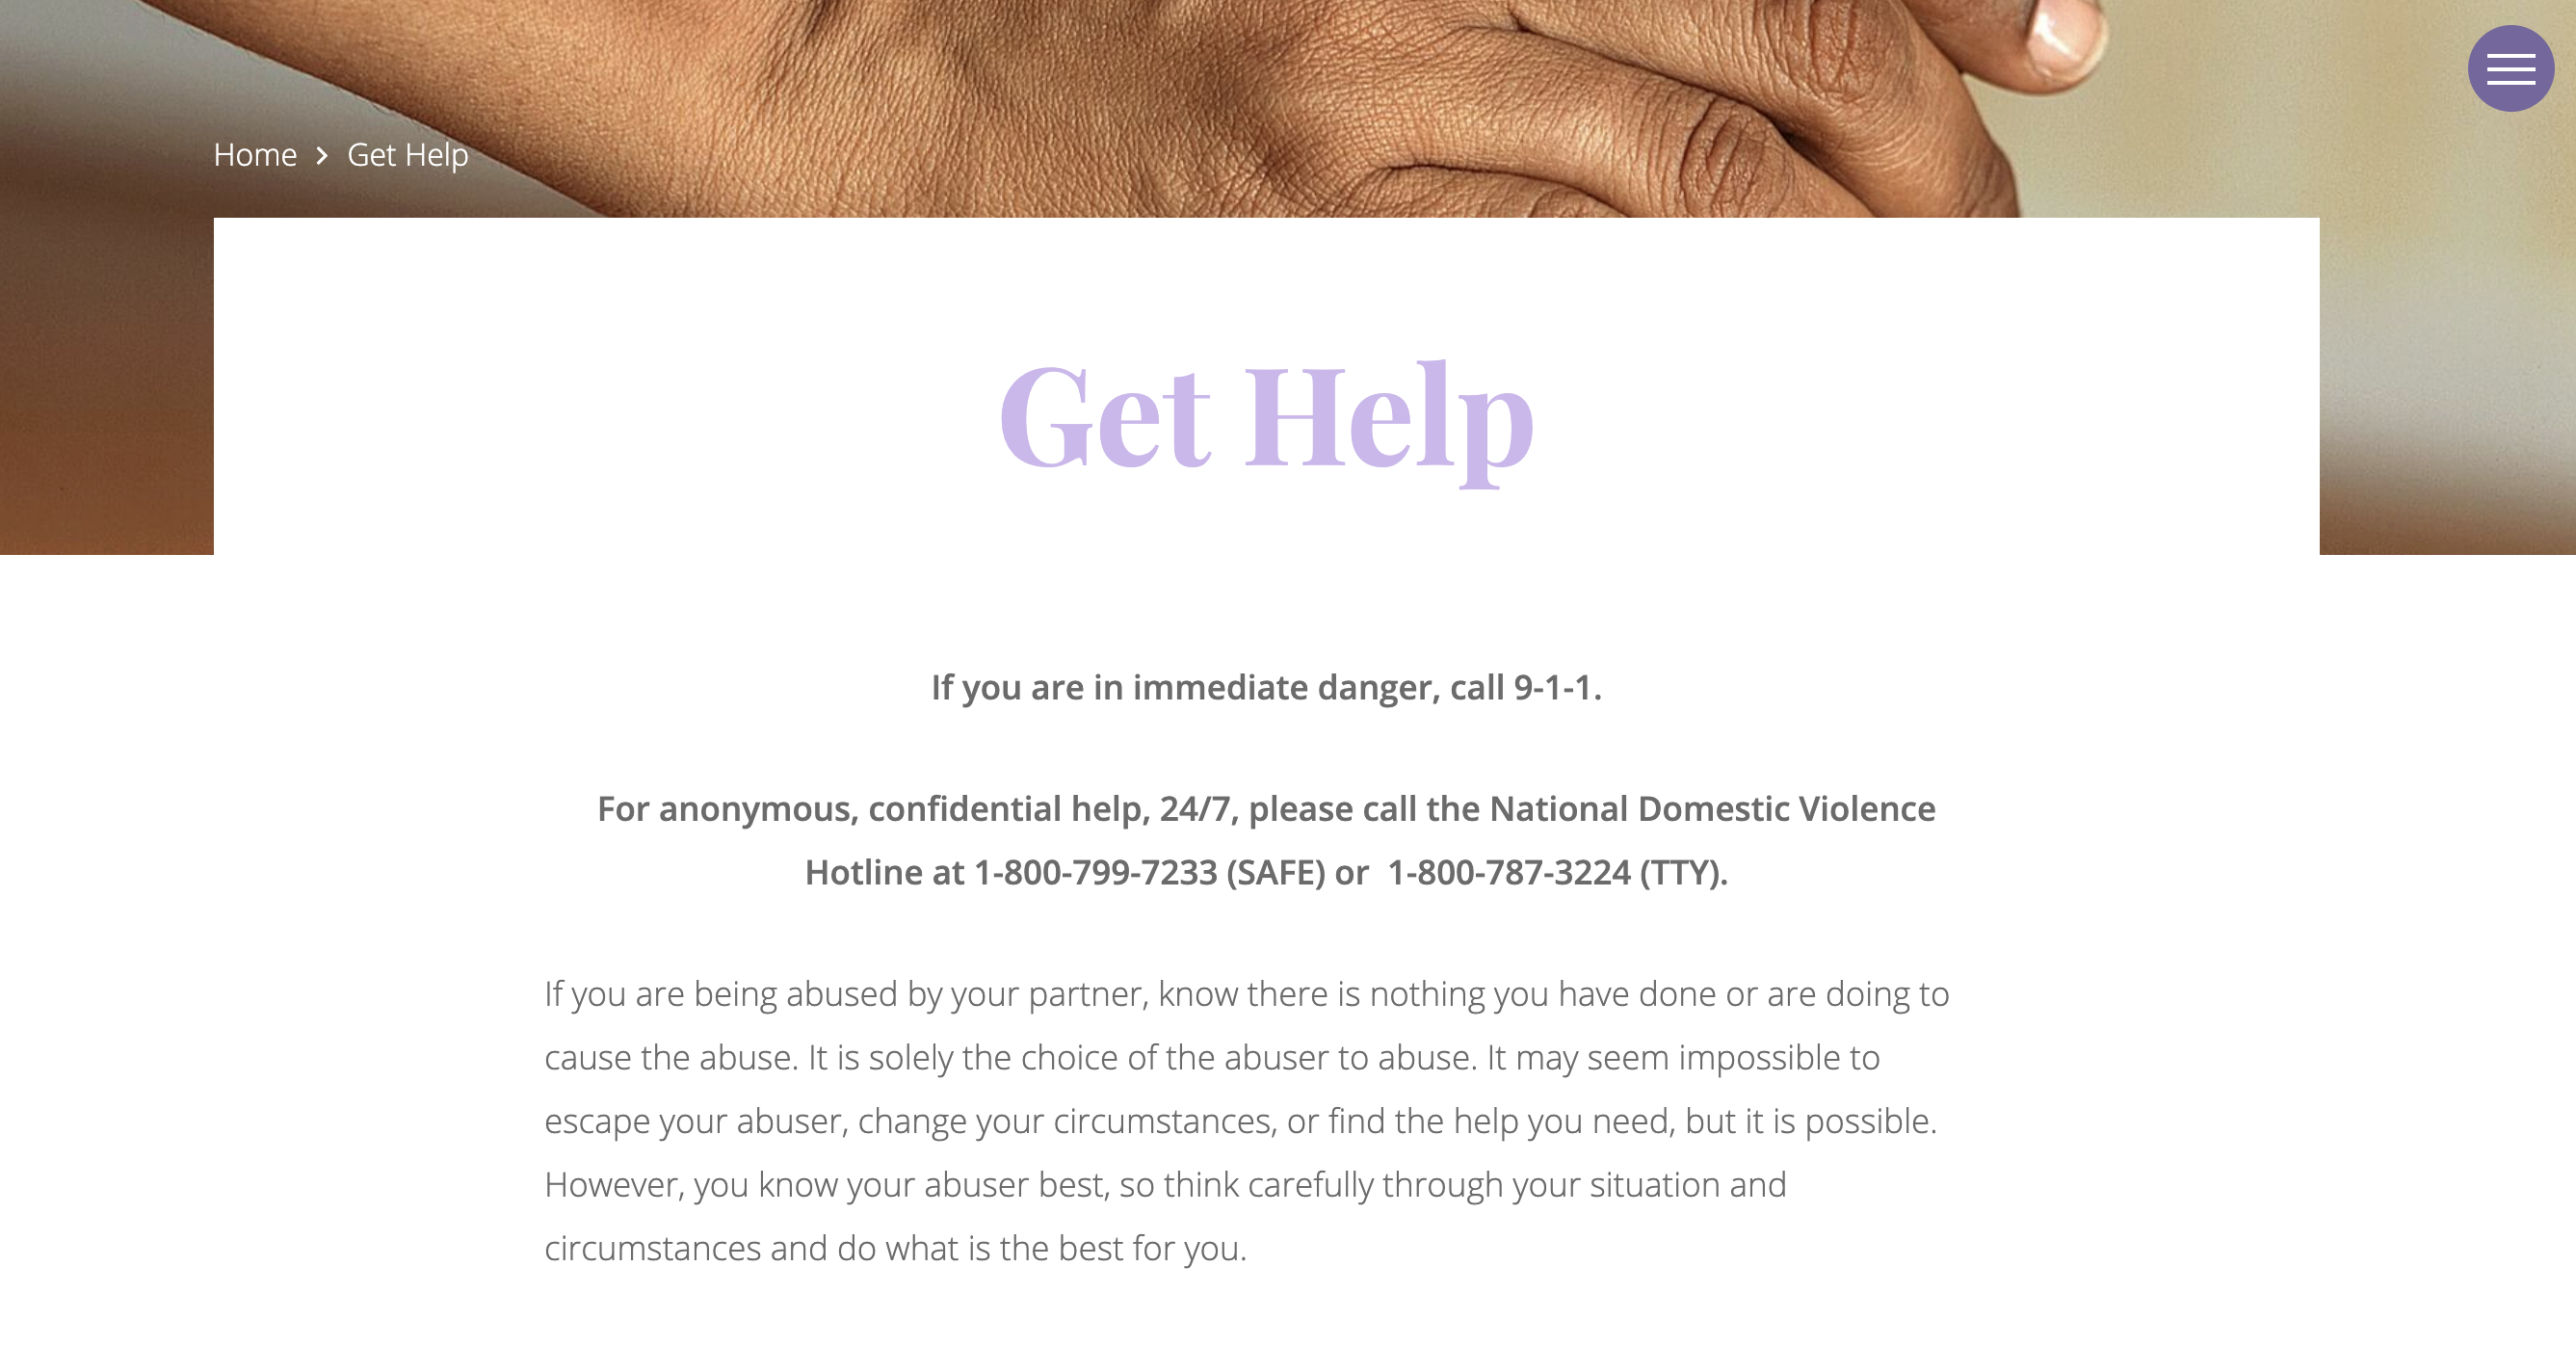 Home > Get Help
Get Help
If you are in immediate danger, call 9-1-1.
For anonymous, confidential help, 24/7, please call the National Domestic Violence
Hotline at 1-800-799-7233 (SAFE) or  1-800-787-3224 (TTY).
If you are being abused by your partner, know there is nothing you have done or are doing to
cause the abuse. It is solely the choice of the abuser to abuse. It may seem impossible to
escape your abuser, change your circumstances, or find the help you need, but it is possible.
However, you know your abuser best, so think carefully through your situation and
circumstances and do what is the best for you.